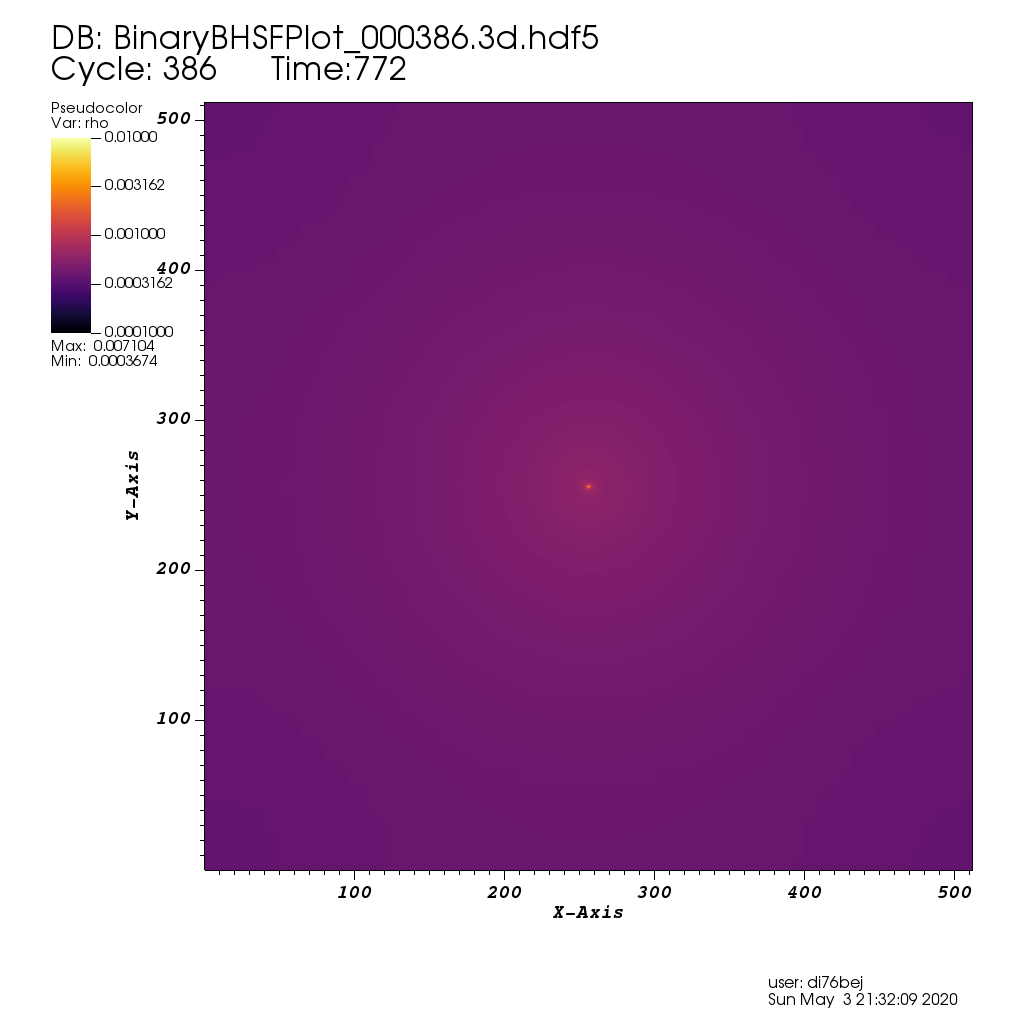 DB: BinaryBHSFPlot_000386.3d.hdf5
Cycle: 386 Time:772
Pseudocolor
Var: rho
0.01000
0.003162
0.001000
0.0003162
0.0001000
Max: 0.007104
Min: 0.0003674
500
400
300
200
100
Y-Axis
100 200 300 400 500
X-Axis
user: di76bej
Sun May 3 21:32:09 2020